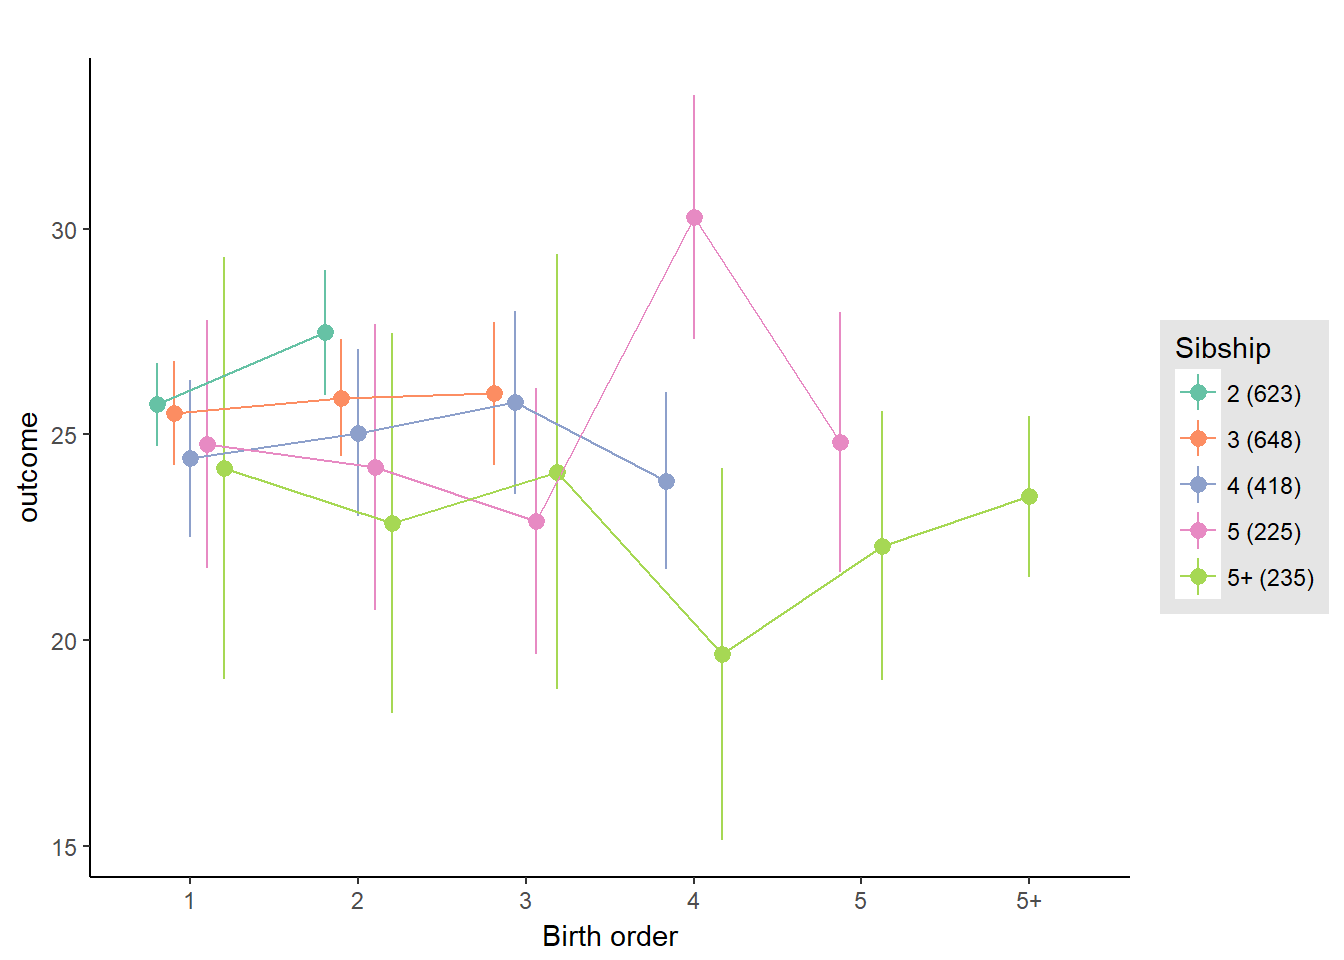 30
25
20
15
outcome
1 2 3 4 5 5+
Birth order
Sibship
2 (623)
3 (648)
4 (418)
5 (225)
5+ (235)